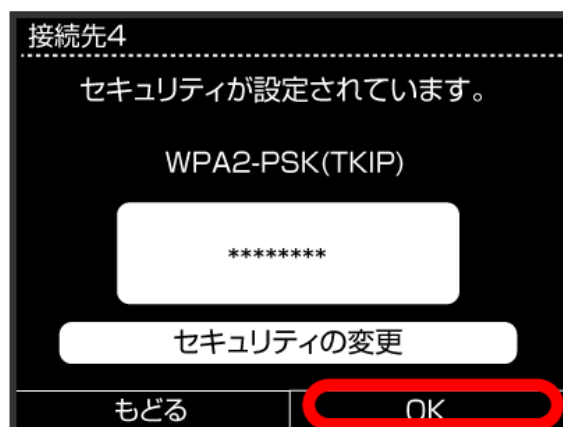 接続先4
セキュリティが設定されています。
WPA2-PSK(TKIP)
********
セキュリティの変更
もどる
OK